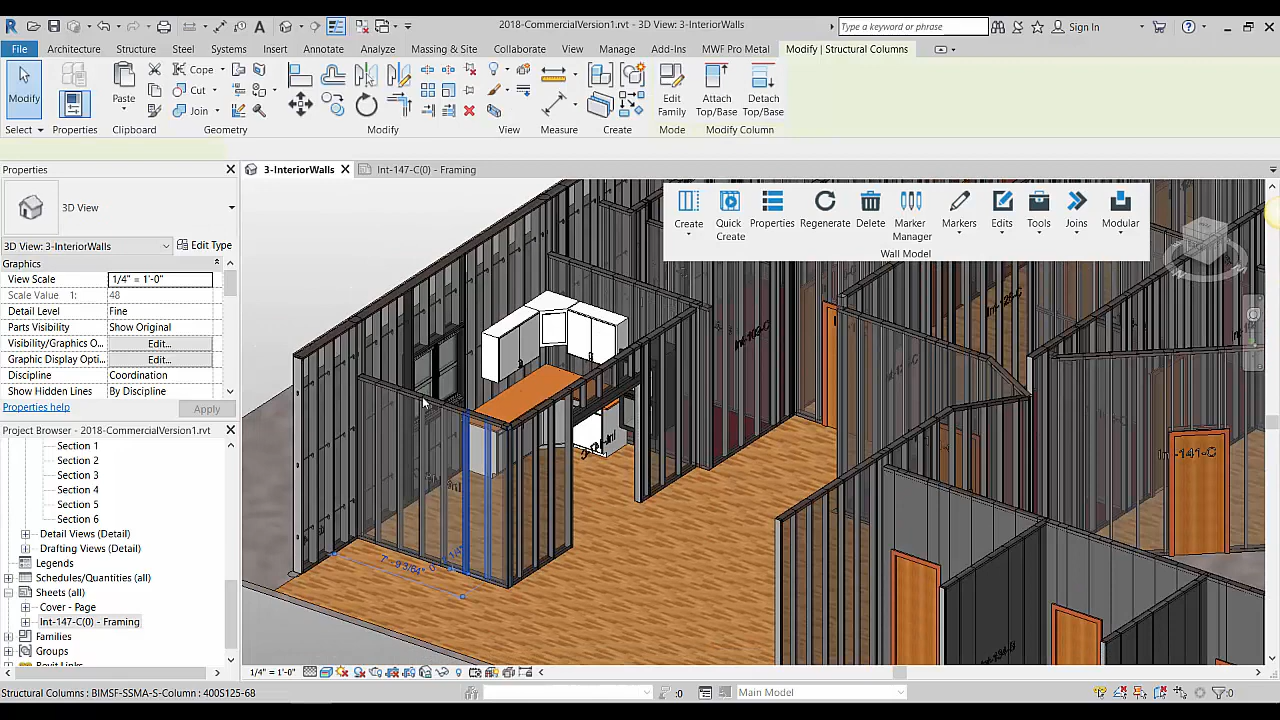 2018-CommercialVersion1.rvt - 3D View: 3-InteriorWalls
Type a keyword or phrase
Sign In
File Architecture Structure Steel Systems Insert Annotate Analyze Massing & Site Collaborate View Manage Add-Ins MWF Pro Metal Modify | Structural Columns
Modify
Paste
Cope
Cut
Join
Edit Family
Attach Top/Base
Detach Top/Base
Select Properties Clipboard Geometry Modify View Measure Create Mode Modify Column
Properties
3-InteriorWalls
Int-147-C(0) - Framing
3D View
3D View: 3-InteriorWalls
Edit Type
Graphics
View Scale 1/4" = 1'-0"
Scale Value 1: 48
Detail Level Fine
Parts Visibility Show Original
Visibility/Graphics O... Edit...
Graphic Display Opti... Edit...
Discipline Coordination
Show Hidden Lines By Discipline
Properties help
Apply
Create
Quick Create
Properties
Regenerate
Delete
Marker Manager
Markers
Edits
Tools
Joins
Modular
Wall Model
Project Browser - 2018-CommercialVersion1.rvt
Section 1
Section 2
Section 3
Section 4
Section 5
Section 6
Detail Views (Detail)
Drafting Views (Detail)
Legends
Schedules/Quantities (all)
Sheets (all)
Cover - Page
Int-147-C(0) - Framing
Families
Groups
Revit Links
Int-141-C
7' - 9 3/64"
1/4" = 1'-0"
Structural Columns : BIMSF-SSMA-S-Column : 400S125-68
:0
Main Model
:0